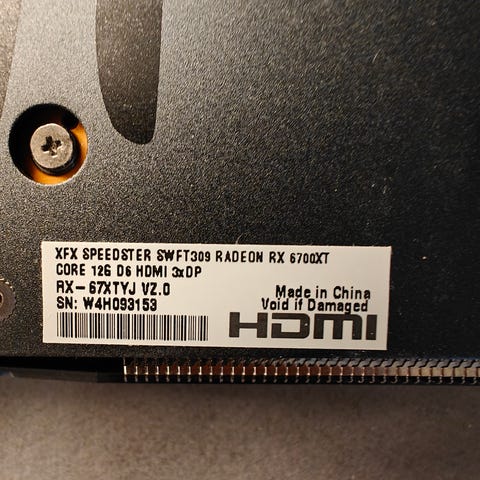 XFX SPEEDSTER SWFT309 RADEON RX 6700XT
CORE 12G D6 HDMI 3xDP
RX-67XTYJ V2.0
SN: W4H093153
Made in China
Void if Damaged
HDMI